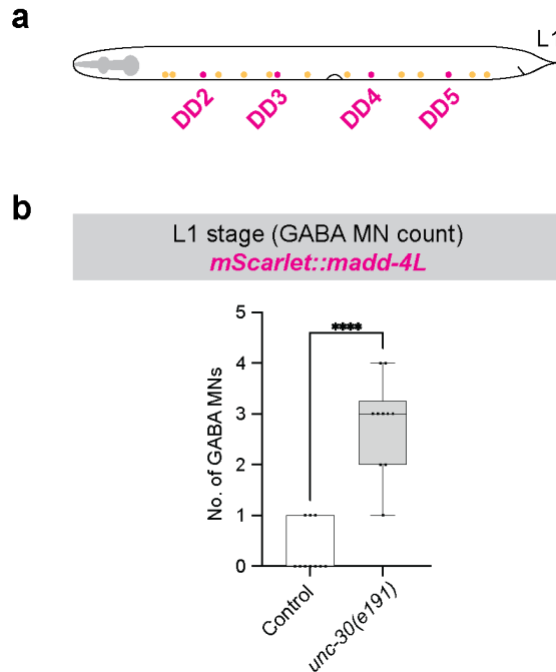 a
L1
DD2 DD3 DD4 DD5
b
L1 stage (GABA MN count)
mScarlet::madd-4L
5
4
3
2
1
0
No. of GABA MNs
****
Control
unc-30(e191)